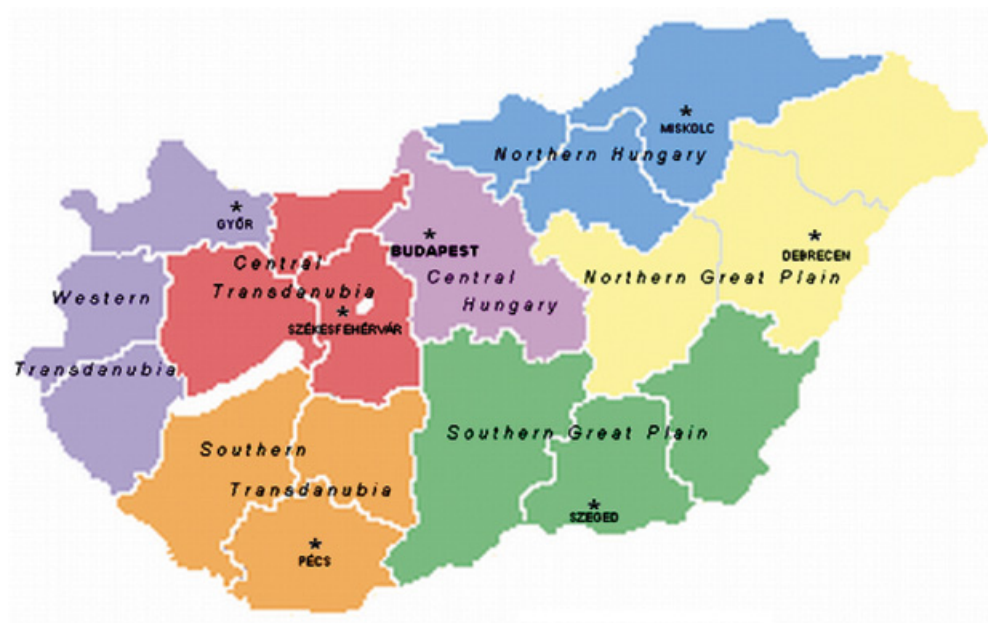 MISKOLC
Northern Hungary
GYŐR
BUDAPEST
DEBRECEN
Central
Transdanubia
Central
Hungary
Northern Great Plain
Western
Transdanubia
SZÉKESFEHÉRVÁR
Southern
Transdanubia
Southern Great Plain
SZEGED
PÉCS